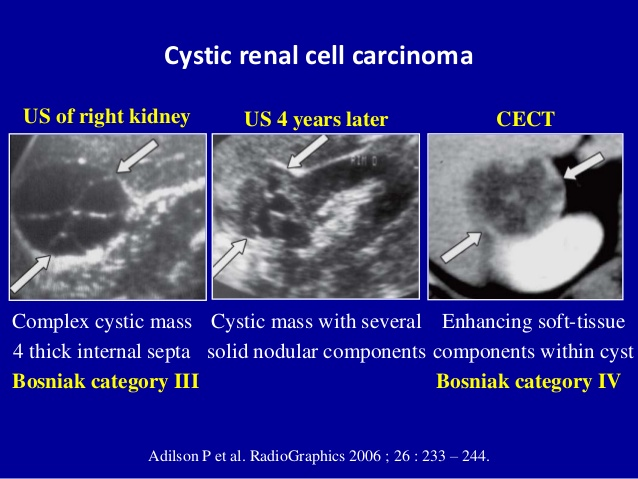 Cystic renal cell carcinoma
US of right kidney
US 4 years later
CECT
Complex cystic mass
4 thick internal septa
Bosniak category III
Cystic mass with several
solid nodular components
Enhancing soft-tissue
components within cyst
Bosniak category IV
Adilson P et al. RadioGraphics 2006 ; 26 : 233 – 244.